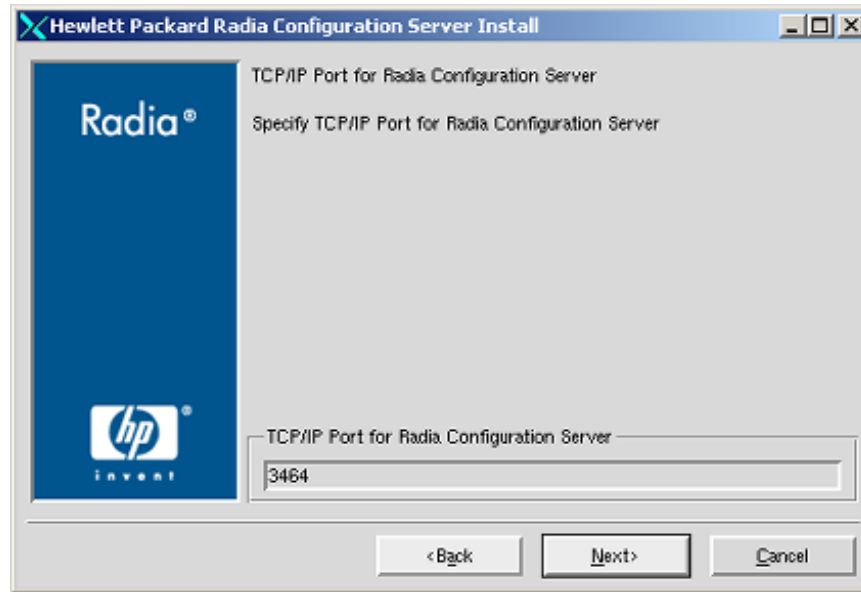 Hewlett Packard Radia Configuration Server Install
Radia®
TCP/IP Port for Radia Configuration Server
Specify TCP/IP Port for Radia Configuration Server
hp®
invent
TCP/IP Port for Radia Configuration Server
3464
<Back
Next>
Cancel